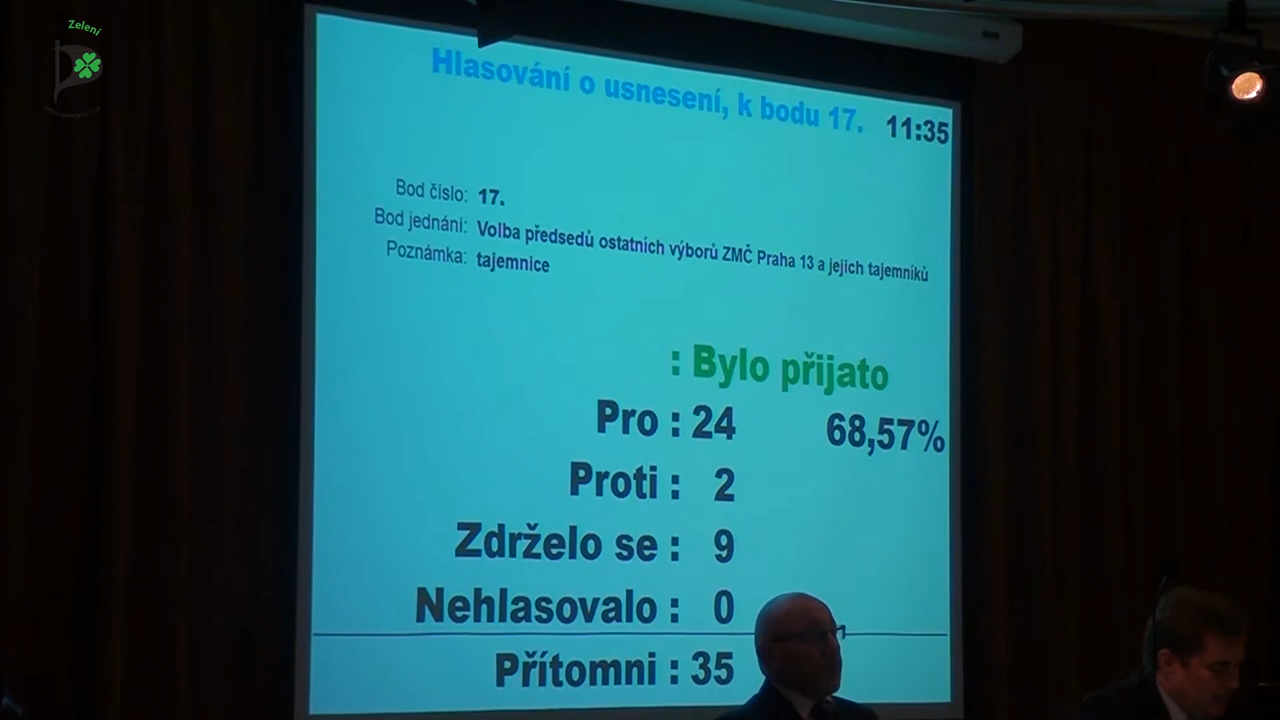 Zelení
Hlasování o usnesení, k bodu 17. 11:35
Bod číslo: 17.
Bod jednání: Volba předsedů ostatních výborů ZMČ Praha 13 a jejich tajemníků
Poznámka: tajemnice
: Bylo přijato
Pro : 24 68,57%
Proti : 2
Zdrželo se : 9
Nehlasovalo : 0
Přítomni : 35